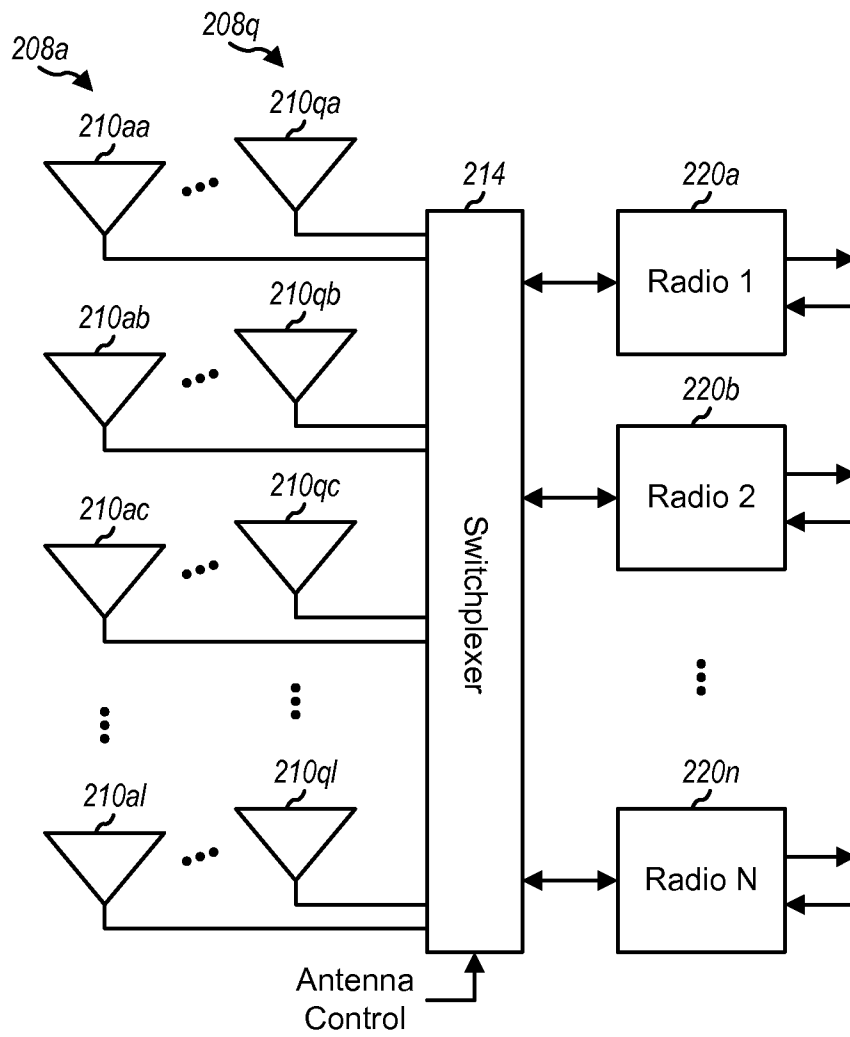 208a
208q
210aa
210qa
214
220a
Radio 1
210ab
210qb
220b
Radio 2
210ac
210qc
Switchplexer
210al
210ql
220n
Radio N
Antenna
Control